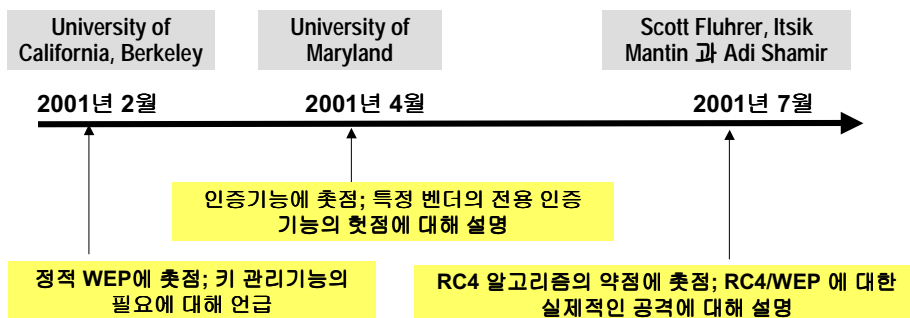 University of
California, Berkeley
University of
Maryland
Scott Fluhrer, Itsik
Mantin 과 Adi Shamir
2001년 2월
2001년 4월
2001년 7월
인증기능에 촛점; 특정 벤더의 전용 인증
기능의 헛점에 대해 설명
정적 WEP에 촛점; 키 관리기능의
필요에 대해 언급
RC4 알고리즘의 약점에 촛점; RC4/WEP 에 대한
실제적인 공격에 대해 설명